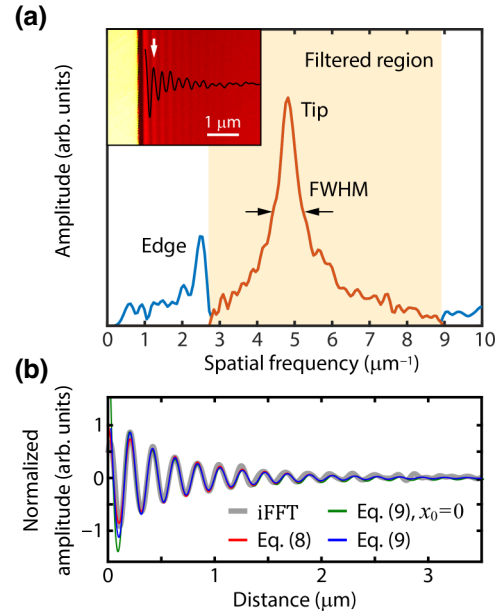 (a)
Filtered region
Tip
1 μm
FWHM
Edge
Amplitude (arb. units)
0 1 2 3 4 5 6 7 8 9 10
Spatial frequency (μm⁻¹)
(b)
Normalized
amplitude (arb. units)
1
0
−1
iFFT
Eq. (9), x₀=0
Eq. (8)
Eq. (9)
0 1 2 3
Distance (μm)